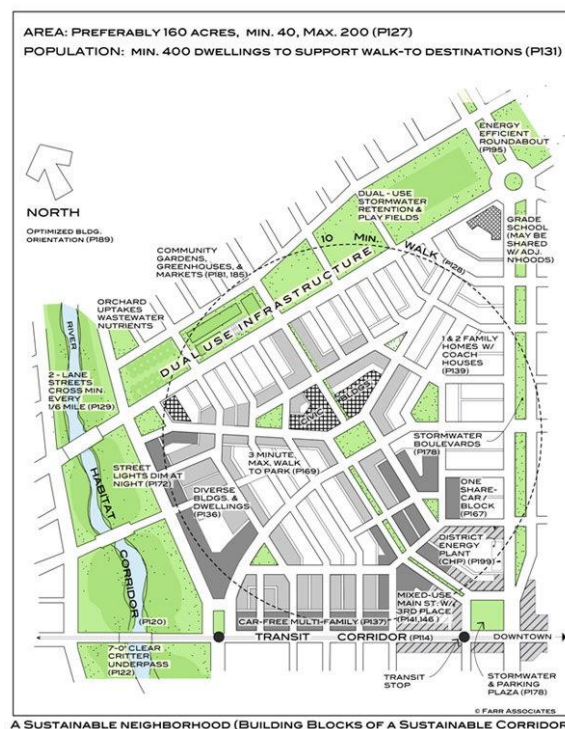 AREA: PREFERABLY 160 ACRES, MIN. 40, MAX. 200 (P127)
POPULATION: MIN. 400 DWELLINGS TO SUPPORT WALK-TO DESTINATIONS (P131)
ENERGY
EFFICIENT
ROUNDABOUT
(P195)
NORTH
OPTIMIZED BLDG.
ORIENTATION (P189)
DUAL - USE
STORMWATER
RETENTION &
PLAY FIELDS
GRADE
SCHOOL
(MAY BE
SHARED
W/ ADJ.
NHOODS)
10 MIN. WALK (P128)
COMMUNITY
GARDENS,
GREENHOUSES, &
MARKETS (P181, 185)
DUAL USE INFRASTRUCTURE
ORCHARD
UPTAKES
WASTEWATER
NUTRIENTS
RIVER
1 & 2 FAMILY
HOMES W/
COACH
HOUSES
(P139)
2 - LANE
STREETS
CROSS MIN.
EVERY
1/6 MILE (P129)
CIVIC BLDGS
STORMWATER
BOULEVARDS
(P178)
3 MINUTE,
MAX. WALK
TO PARK (P169)
STREET
LIGHTS DIM AT
NIGHT (P172)
DIVERSE
BLDGS. &
DWELLINGS
(P136)
ONE
SHARE-
CAR /
BLOCK
(P167)
HABITAT CORRIDOR (P120)
DISTRICT
ENERGY
PLANT
(CHP) (P199)
MIXED-USE
MAIN ST. W/
3RD PLACE
(P141,146)
CAR-FREE MULTI-FAMILY (P137)
TRANSIT CORRIDOR (P114)
DOWNTOWN
7'-0" CLEAR
CRITTER
UNDERPASS
(P122)
TRANSIT
STOP
STORMWATER
& PARKING
PLAZA (P178)
© FARR ASSOCIATES
A SUSTAINABLE NEIGHBORHOOD (BUILDING BLOCKS OF A SUSTAINABLE CORRIDOR